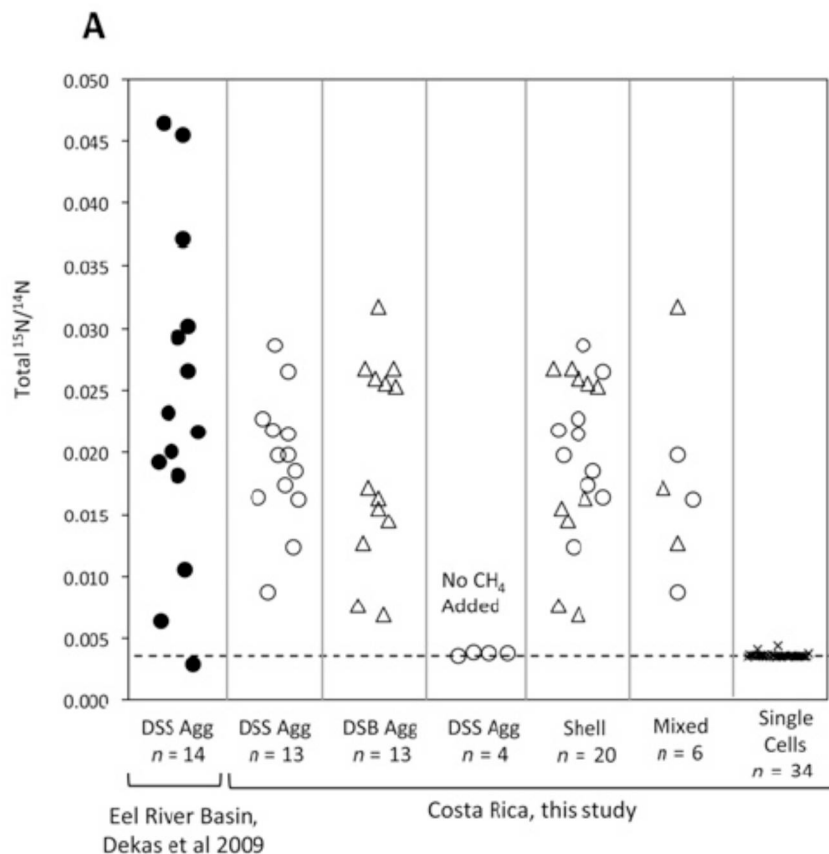 A
0.050
0.045
0.040
0.035
0.030
0.025
0.020
0.015
0.010
0.005
0.000
Total ¹⁵N/¹⁴N
No CH₄
Added
DSS Agg
n = 14
DSS Agg
n = 13
DSB Agg
n = 13
DSS Agg
n = 4
Shell
n = 20
Mixed
n = 6
Single
Cells
n = 34
Eel River Basin,
Dekas et al 2009
Costa Rica, this study